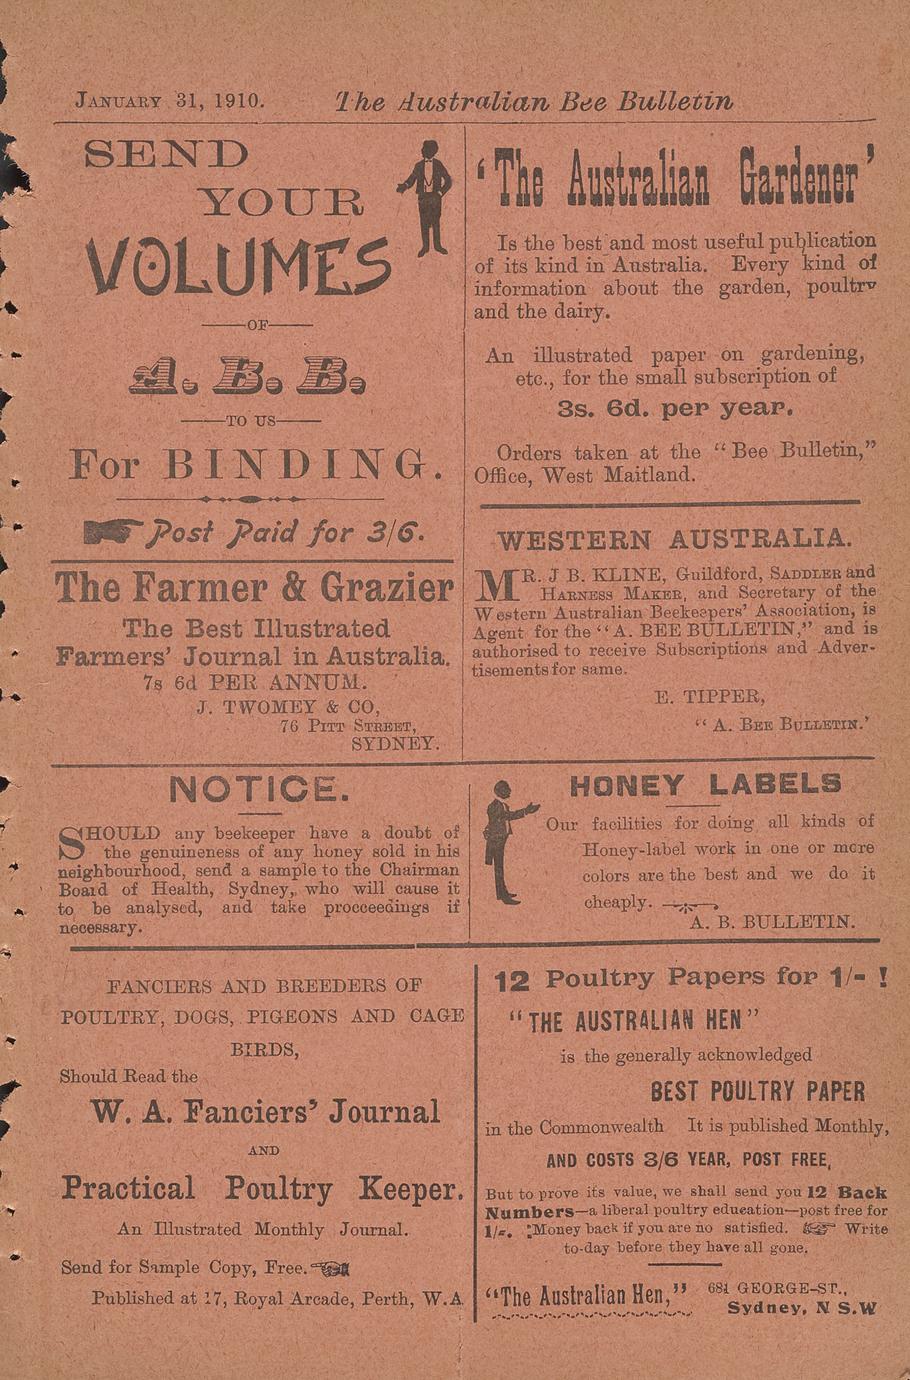 JANUARY 31, 1910. The Australian Bee Bulletin
SEND
YOUR
VOLUMES
OF
A. B. B.
TO US
For BINDING.
Post Paid for 3/6.
The Farmer & Grazier
The Best Illustrated
Farmers' Journal in Australia.
7s 6d PER ANNUM.
J. TWOMEY & CO,
76 PITT STREET,
SYDNEY.
'The Australian Gardener'
Is the best and most useful publication
of its kind in Australia. Every kind of
information about the garden, poultry
and the dairy.
An illustrated paper on gardening,
etc., for the small subscription of
3s. 6d. per year.
Orders taken at the "Bee Bulletin,"
Office, West Maitland.
WESTERN AUSTRALIA.
MR. J B. KLINE, Guildford, SADDLER and
HARNESS MAKER, and Secretary of the
Western Australian Beekeepers' Association, is
Agent for the "A. BEE BULLETIN," and is
authorised to receive Subscriptions and Adver-
tisements for same.
E. TIPPER,
"A. BEE BULLETIN.'
NOTICE.
SHOULD any beekeeper have a doubt of
the genuineness of any honey sold in his
neighbourhood, send a sample to the Chairman
Board of Health, Sydney, who will cause it
to be analysed, and take procceedings if
necessary.
HONEY LABELS
Our facilities for doing all kinds of
Honey-label work in one or more
colors are the best and we do it
cheaply.
A. B. BULLETIN.
FANCIERS AND BREEDERS OF
POULTRY, DOGS, PIGEONS AND CAGE
BIRDS,
Should Read the
W. A. Fanciers' Journal
AND
Practical Poultry Keeper.
An Illustrated Monthly Journal.
Send for Sample Copy, Free.
Published at 17, Royal Arcade, Perth, W.A
12 Poultry Papers for 1/- !
"THE AUSTRALIAN HEN"
is the generally acknowledged
BEST POULTRY PAPER
in the Commonwealth It is published Monthly,
AND COSTS 3/6 YEAR, POST FREE,
But to prove its value, we shall send you 12 Back
Numbers—a liberal poultry education—post free for
1/-. Money back if you are no satisfied. Write
to-day before they have all gone.
"The Australian Hen," 681 GEORGE-ST.,
Sydney, N S.W